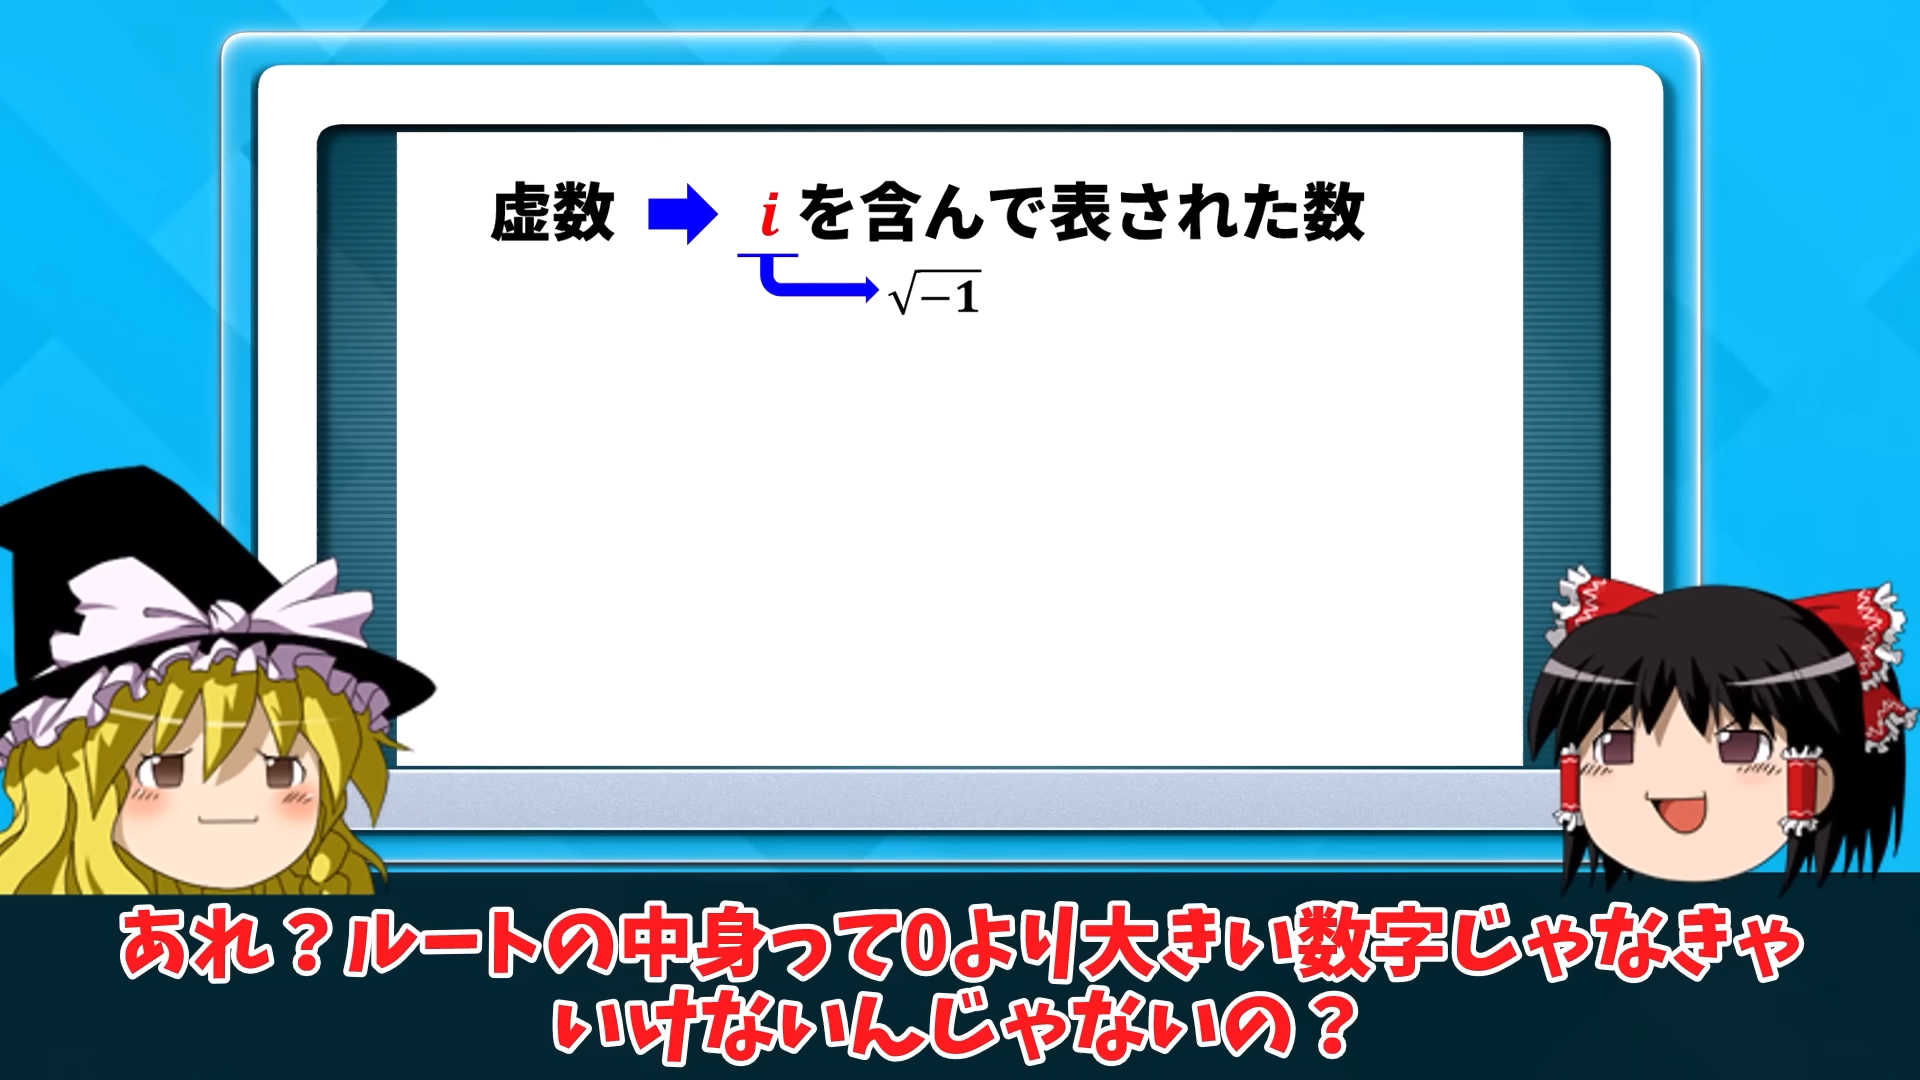 虚数 ➡ i を含んで表された数
√−1
あれ？ルートの中身って0より大きい数字じゃなきゃ
いけないんじゃないの？